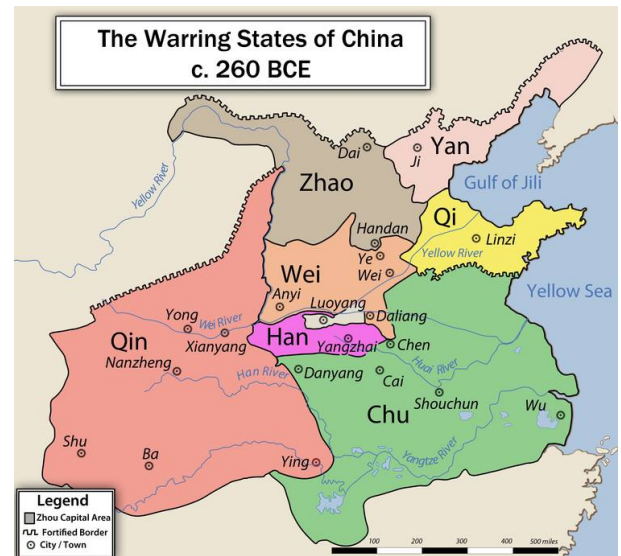 The Warring States of China
c. 260 BCE
Yan
Dai
Ji
Zhao
Yellow River
Gulf of Jili
Qi
Handan
Linzi
Ye
Yellow River
Wei
Wei
Yellow Sea
Anyi
Luoyang
Daliang
Yong
Wei River
Han
Qin
Xianyang
Yangzhai
Chen
Nanzheng
Huai River
Han River
Danyang
Cai
Shouchun
Chu
Wu
Shu
Ba
Ying
Yangtze River
Legend
Zhou Capital Area
Fortified Border
City / Town
100
200
300
400
500 miles